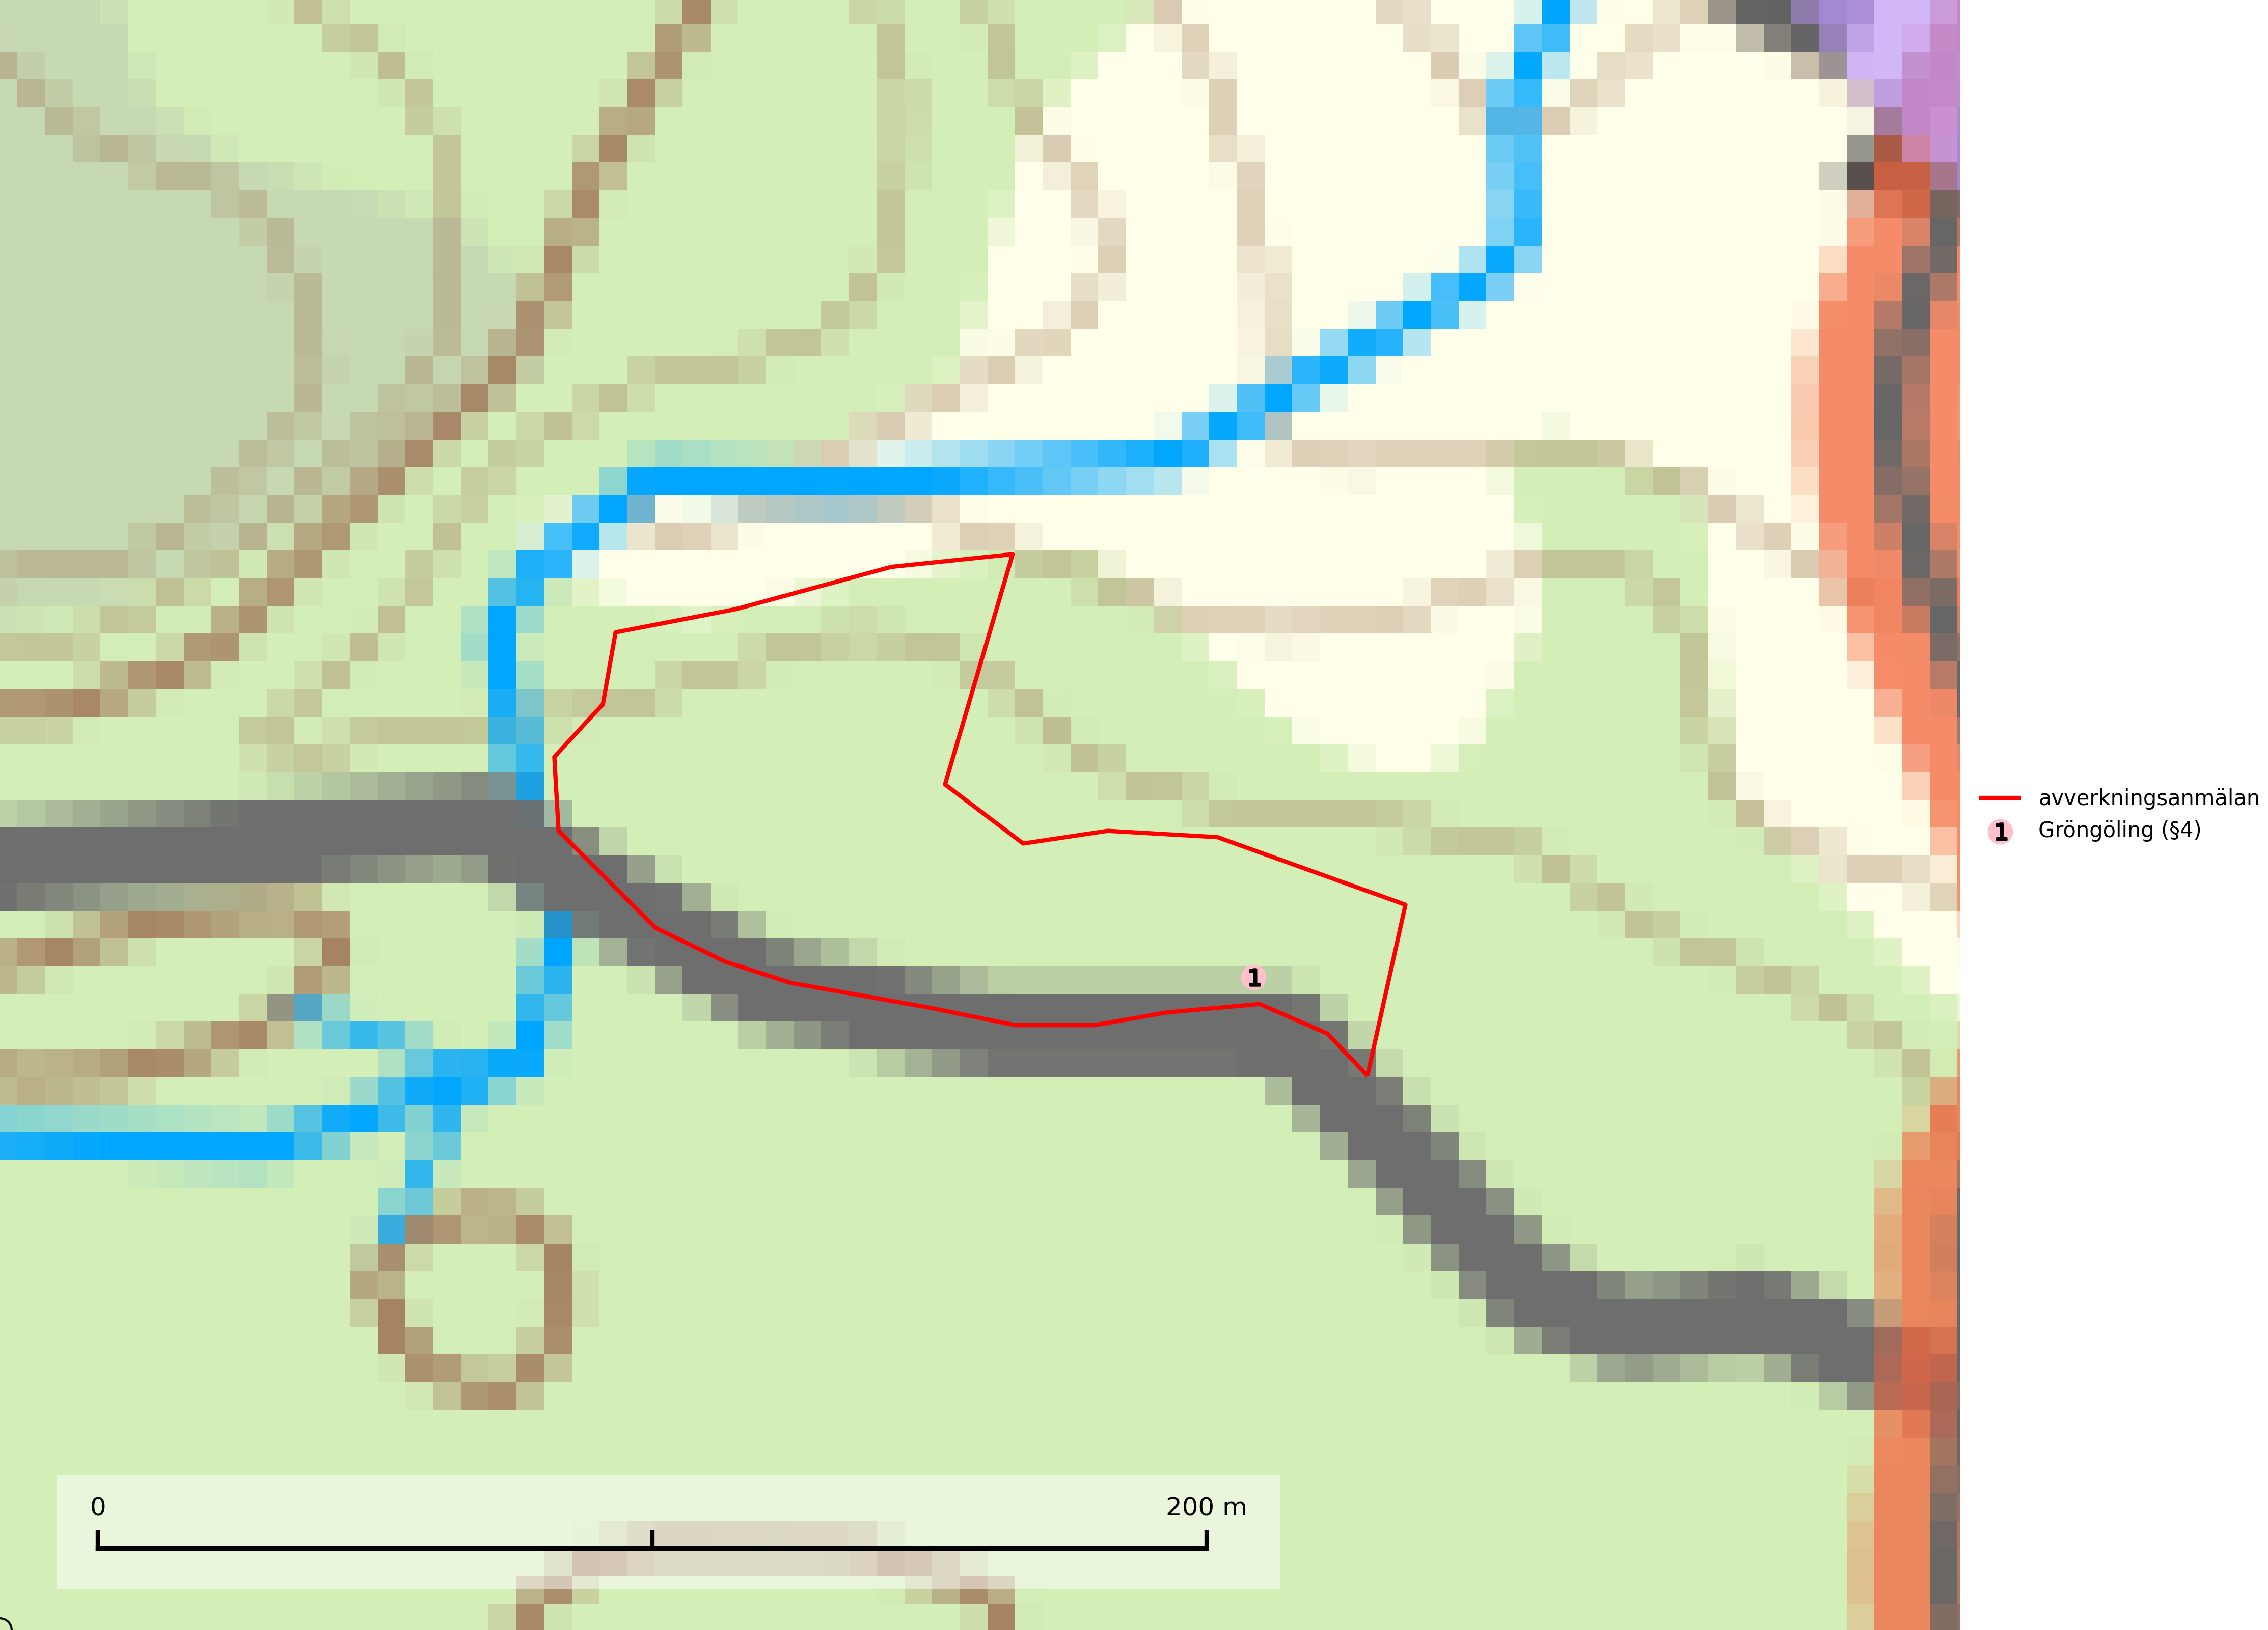 avverkningsanmälan
1 Gröngöling (§4)
1
0 200 m